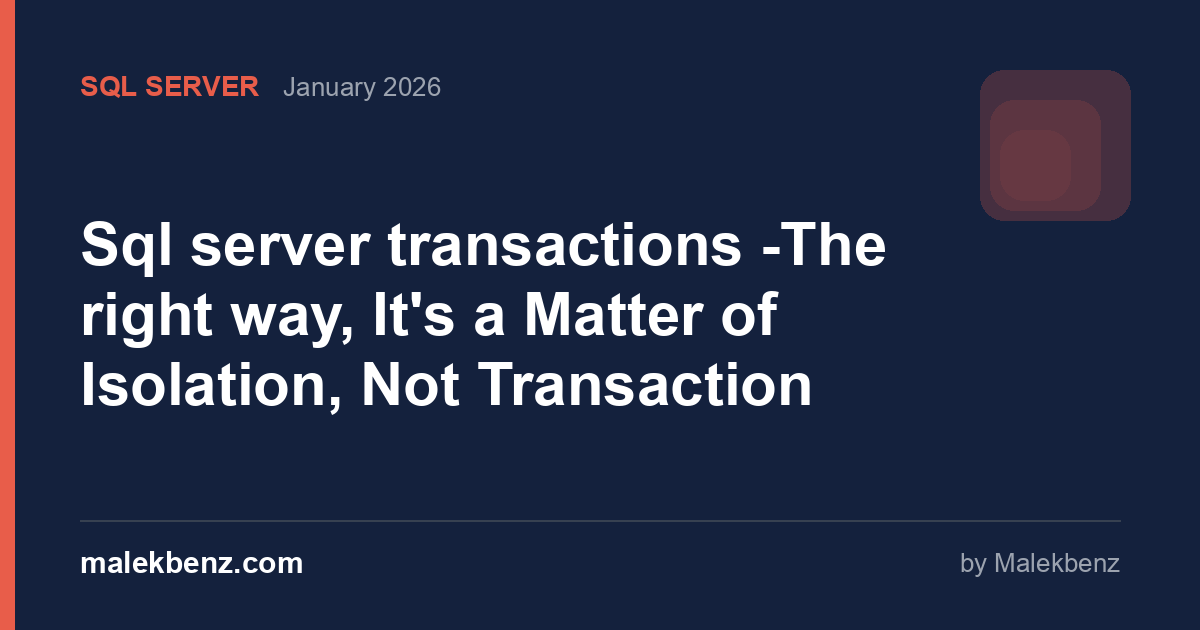 SQL SERVER January 2026
Sql server transactions -The
right way, It's a Matter of
Isolation, Not Transaction
malekbenz.com
by Malekbenz